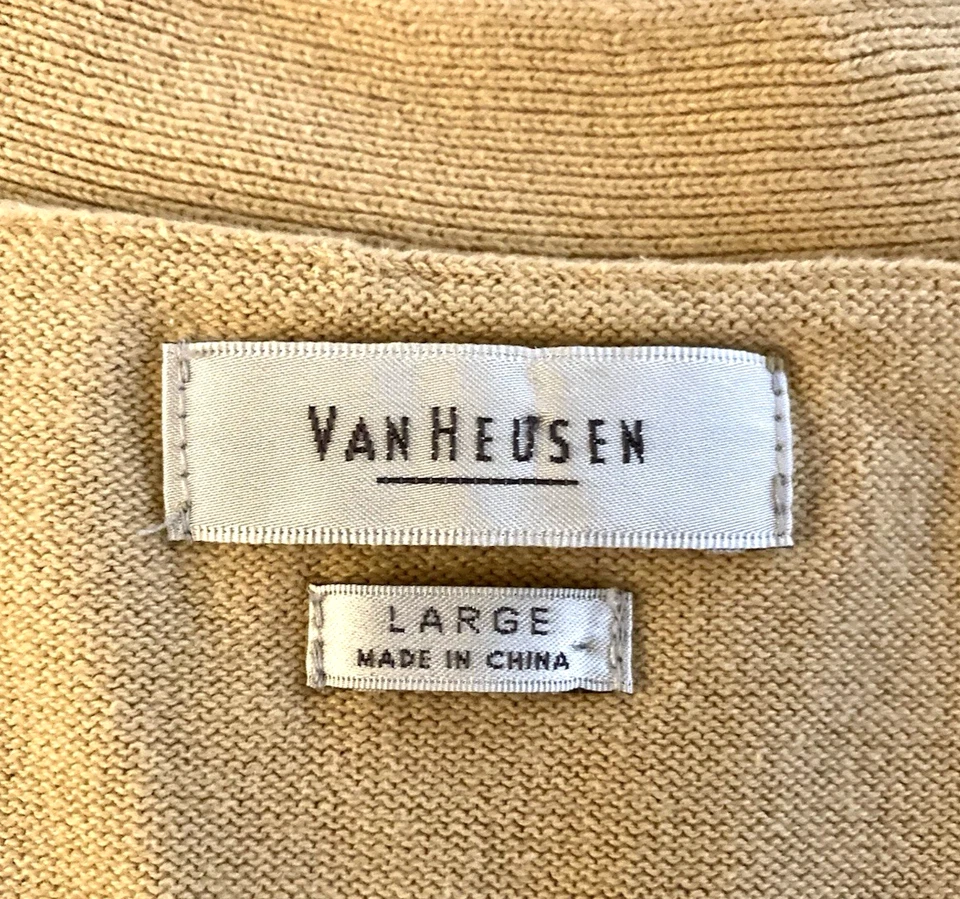 VAN HEUSEN
LARGE
MADE IN CHINA